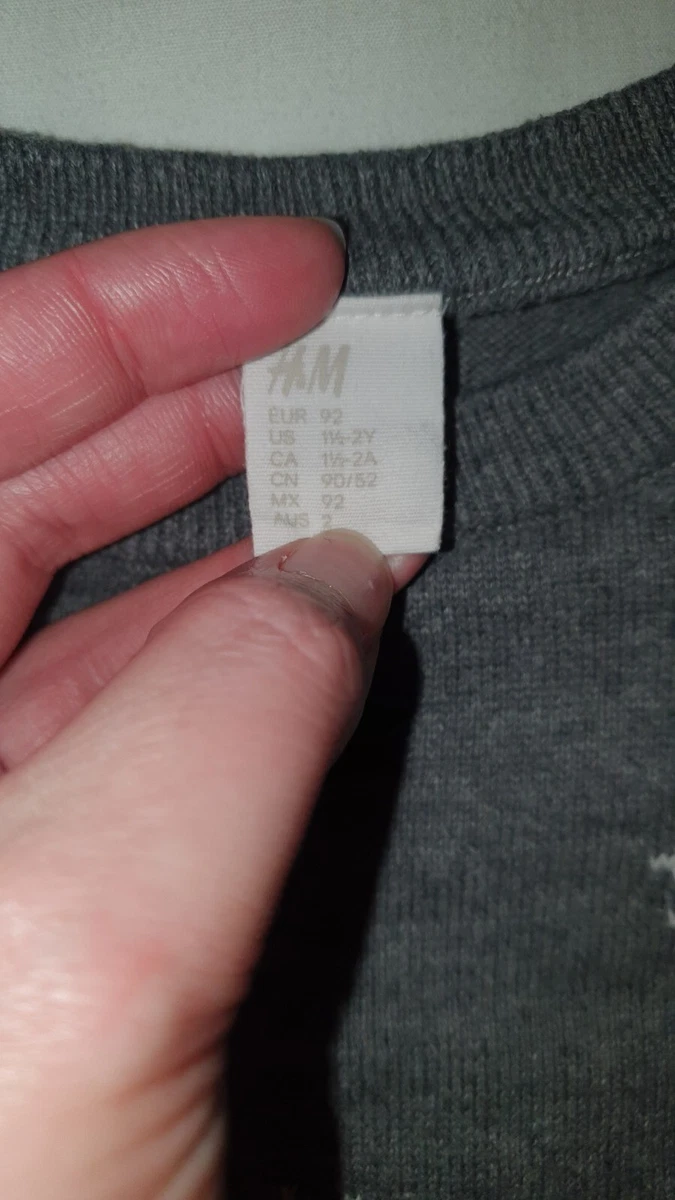 H&M
EUR 92
US 1½-2Y
CA 1½-2A
CN 90/52
MX 92
AUS 2